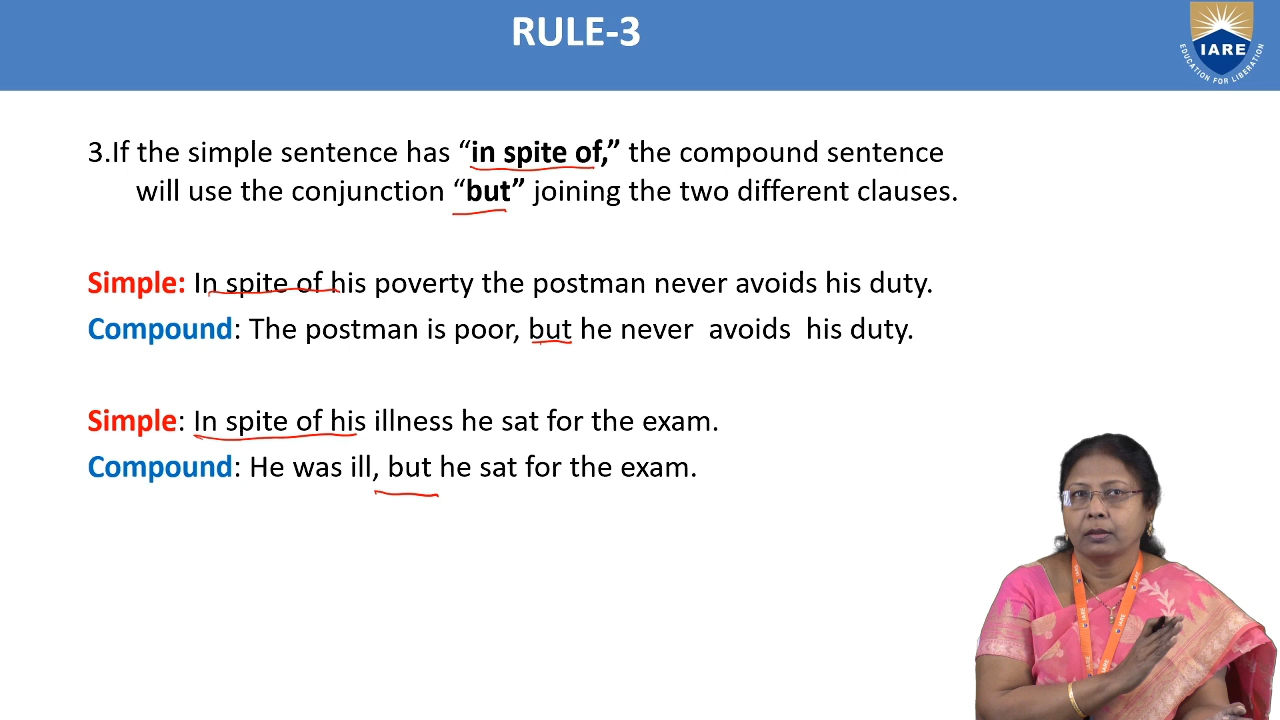 RULE-3
IARE
EDUCATION FOR LIBERATION
3.If the simple sentence has “in spite of,” the compound sentence
will use the conjunction “but” joining the two different clauses.
Simple: In spite of his poverty the postman never avoids his duty.
Compound: The postman is poor, but he never avoids his duty.
Simple: In spite of his illness he sat for the exam.
Compound: He was ill, but he sat for the exam.